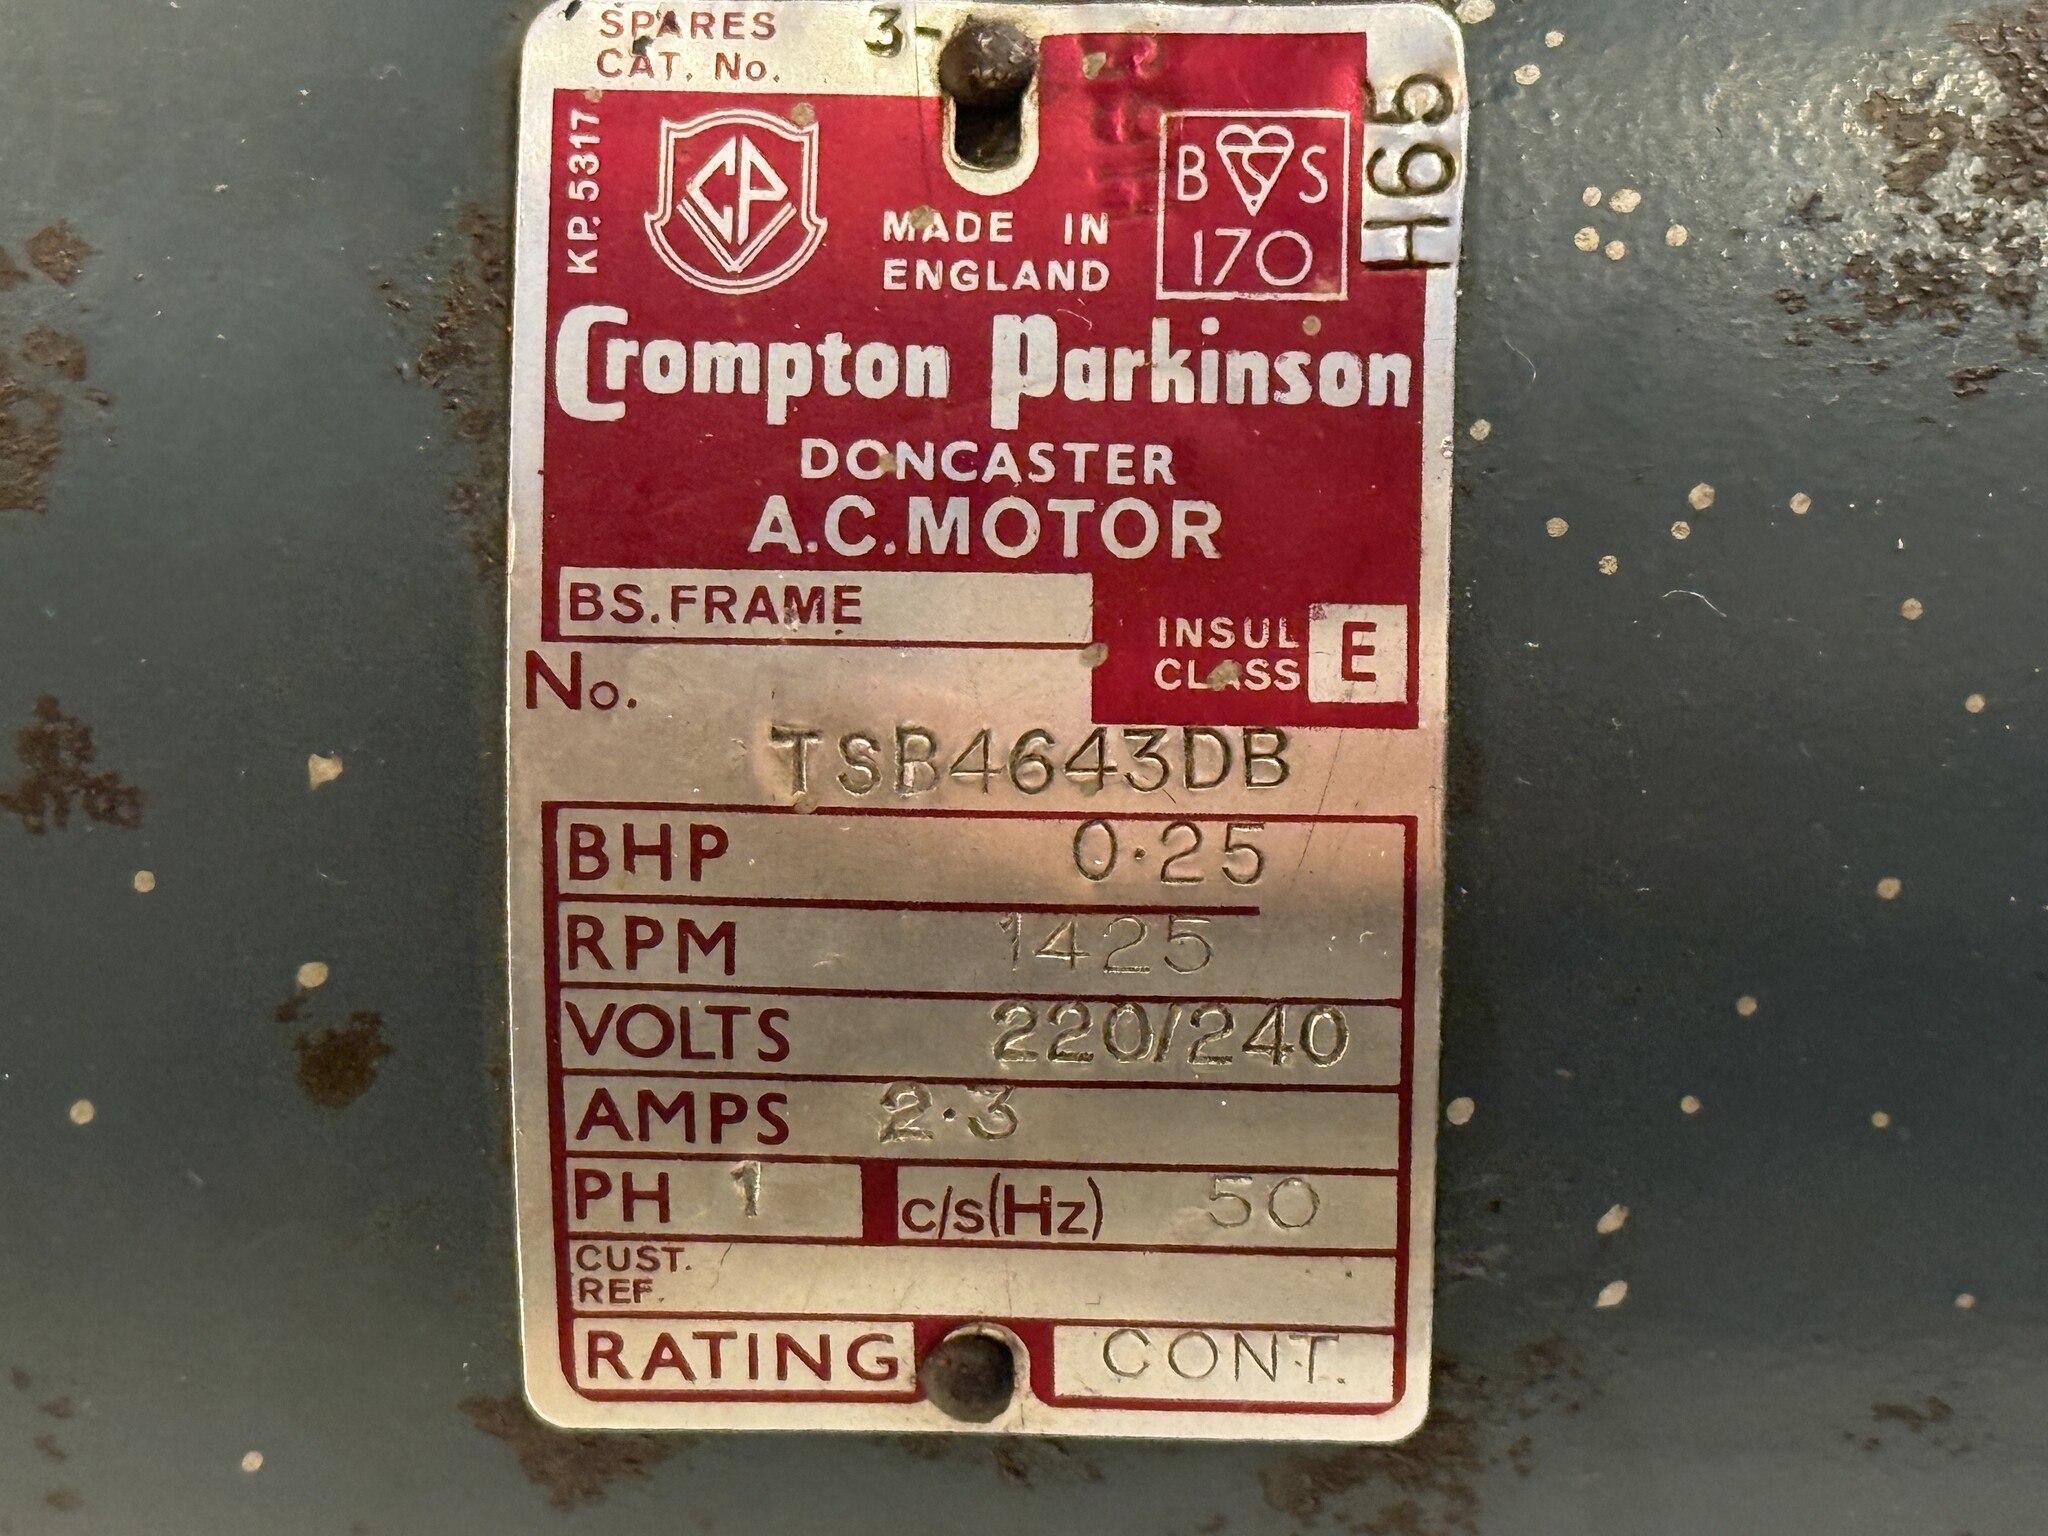 SPARES
CAT. No. 3-
KP. 5317
CP
MADE IN
ENGLAND
B S
170
H65
Crompton Parkinson
DONCASTER
A.C. MOTOR
BS. FRAME
INSUL
CLASS E
No.
TSB4643DB
BHP 0.25
RPM 1425
VOLTS 220/240
AMPS 2.3
PH 1 c/s(Hz) 50
CUST.
REF.
RATING CONT.